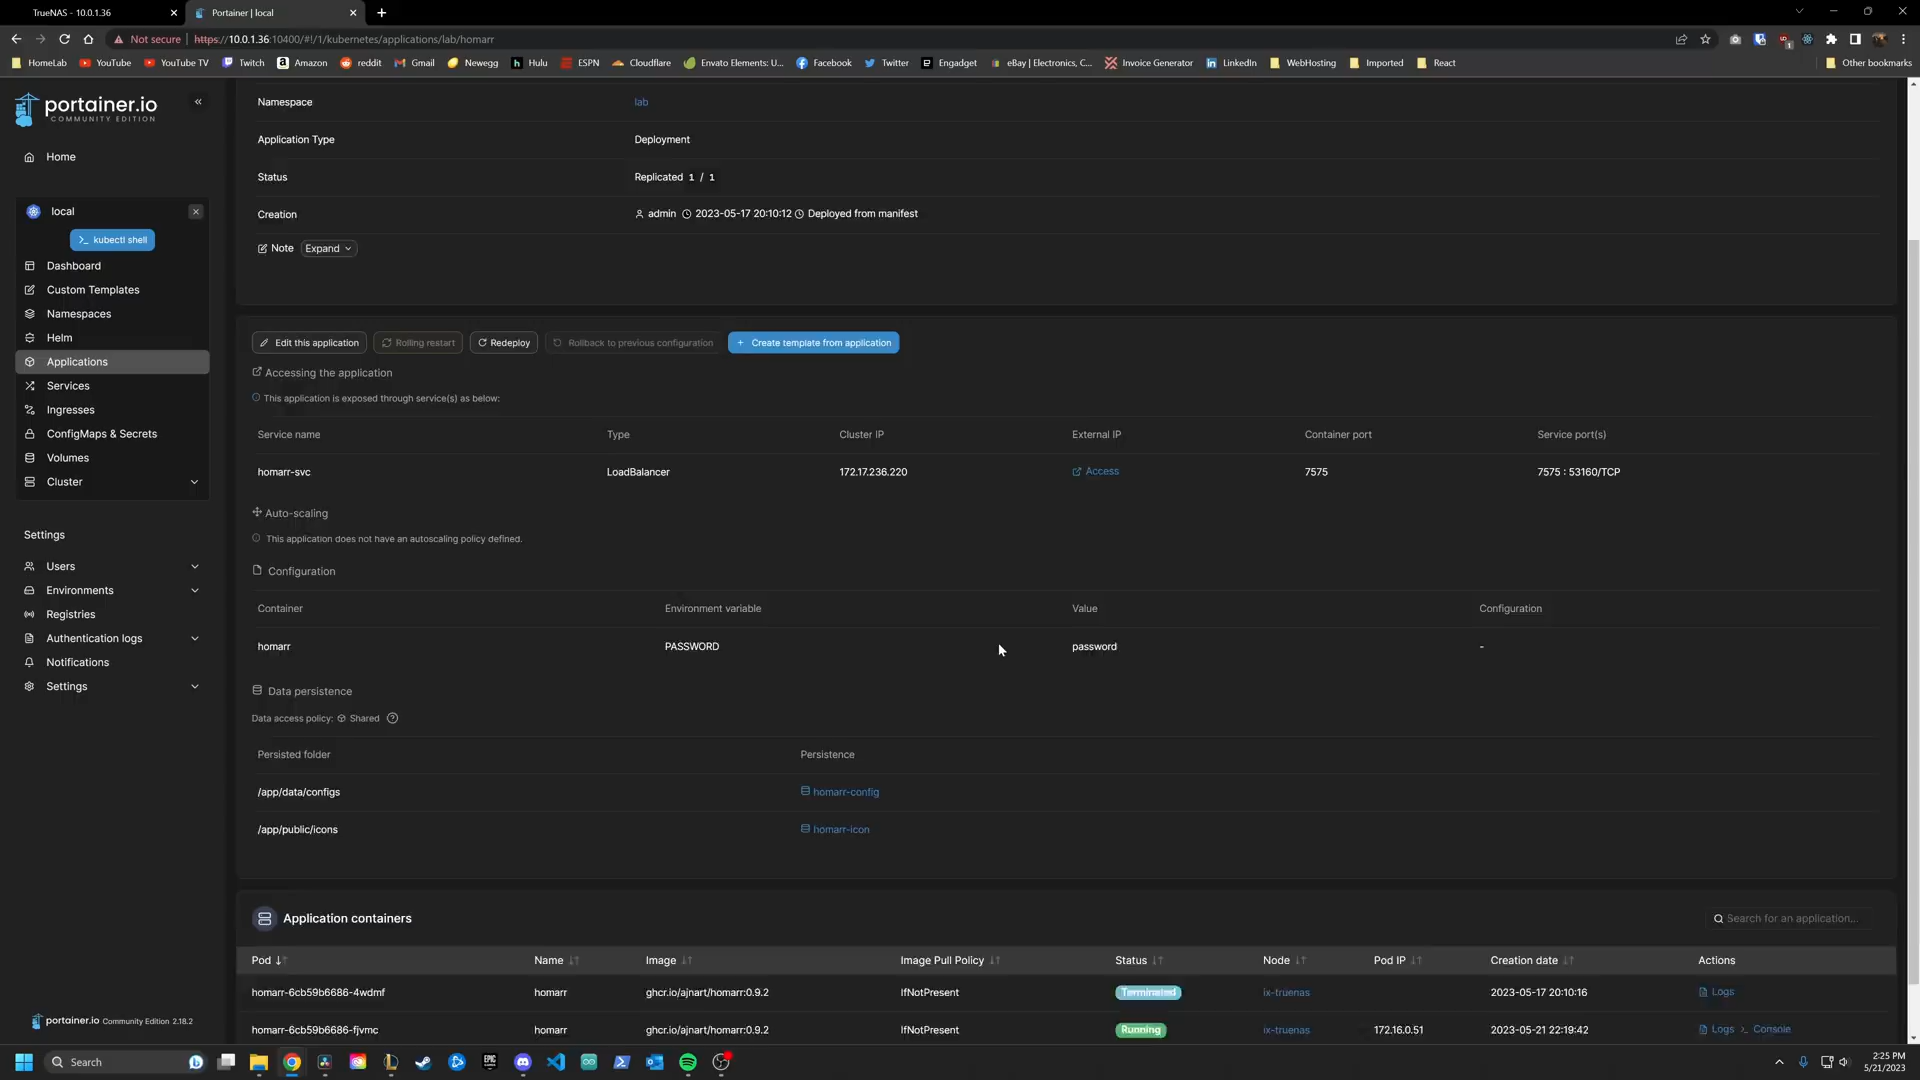 TrueNAS - 10.0.1.36
Portainer | local
Not secure
https://10.0.1.36:10400/#!/1/kubernetes/applications/lab/homarr
HomeLab
YouTube
YouTube TV
Twitch
Amazon
reddit
Gmail
Newegg
Hulu
ESPN
Cloudflare
Envato Elements: U...
Facebook
Twitter
Engadget
eBay | Electronics, C...
Invoice Generator
LinkedIn
WebHosting
Imported
React
Other bookmarks
portainer.io
COMMUNITY EDITION
Home
local
kubectl shell
Dashboard
Custom Templates
Namespaces
Helm
Applications
Services
Ingresses
ConfigMaps & Secrets
Volumes
Cluster
Settings
Users
Environments
Registries
Authentication logs
Notifications
Settings
portainer.io Community Edition 2.18.2
Namespace lab
Application Type Deployment
Status Replicated 1 / 1
Creation admin 2023-05-17 20:10:12 Deployed from manifest
Note Expand
Edit this application
Rolling restart
Redeploy
Rollback to previous configuration
+ Create template from application
Accessing the application
This application is exposed through service(s) as below:
Service name Type Cluster IP External IP Container port Service port(s)
homarr-svc LoadBalancer 172.17.236.220 Access 7575 7575 : 53160/TCP
Auto-scaling
This application does not have an autoscaling policy defined.
Configuration
Container Environment variable Value Configuration
homarr PASSWORD password -
Data persistence
Data access policy: Shared
Persisted folder Persistence
/app/data/configs homarr-config
/app/public/icons homarr-icon
Application containers
Search for an application...
Pod Name Image Image Pull Policy Status Node Pod IP Creation date Actions
homarr-6cb59b6686-4wdmf homarr ghcr.io/ajnart/homarr:0.9.2 IfNotPresent Terminated ix-truenas 2023-05-17 20:10:16 Logs
homarr-6cb59b6686-fjvmc homarr ghcr.io/ajnart/homarr:0.9.2 IfNotPresent Running ix-truenas 172.16.0.51 2023-05-21 22:19:42 Logs Console
Search
EPIC
2:25 PM
5/21/2023